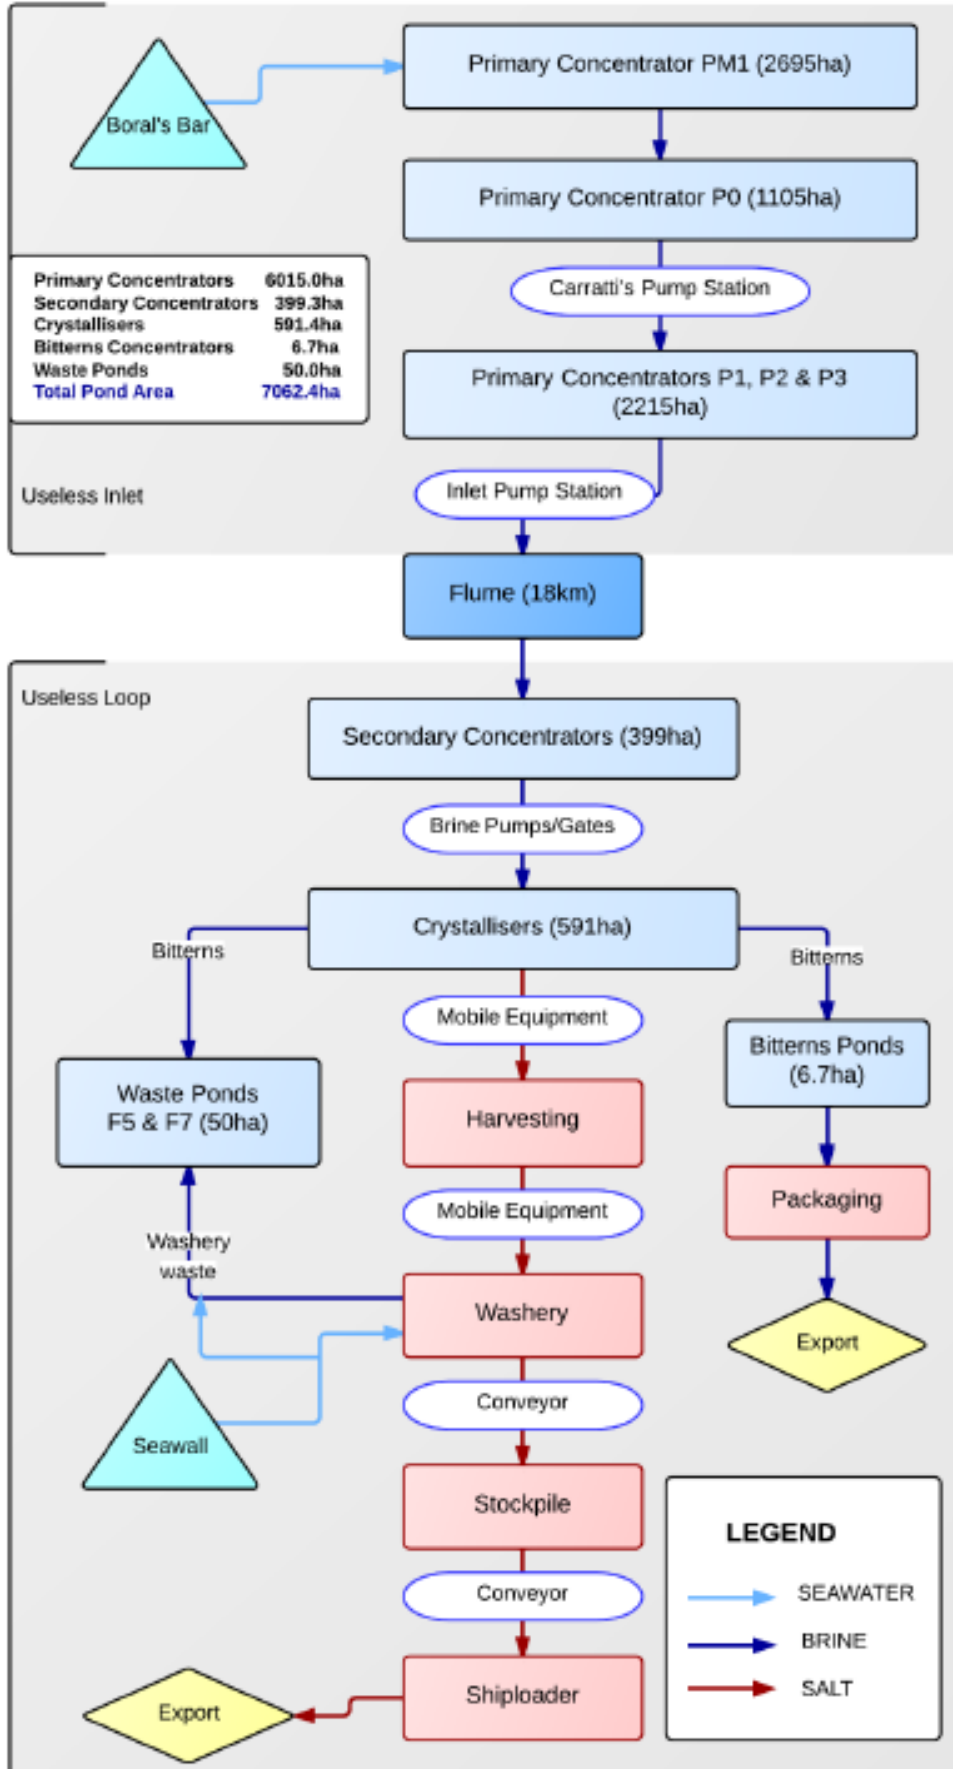 Primary Concentrator PM1 (2695ha)
Boral's Bar
Primary Concentrator P0 (1105ha)
Primary Concentrators 6015.0ha
Secondary Concentrators 399.3ha
Crystallisers 591.4ha
Bitterns Concentrators 6.7ha
Waste Ponds 50.0ha
Total Pond Area 7062.4ha
Carratti's Pump Station
Primary Concentrators P1, P2 & P3
(2215ha)
Useless Inlet
Inlet Pump Station
Flume (18km)
Useless Loop
Secondary Concentrators (399ha)
Brine Pumps/Gates
Crystallisers (591ha)
Bitterns
Bitterns
Mobile Equipment
Bitterns Ponds
(6.7ha)
Waste Ponds
F5 & F7 (50ha)
Harvesting
Packaging
Mobile Equipment
Washery
waste
Washery
Export
Conveyor
Seawall
Stockpile
LEGEND
Conveyor
SEAWATER
BRINE
SALT
Shiploader
Export